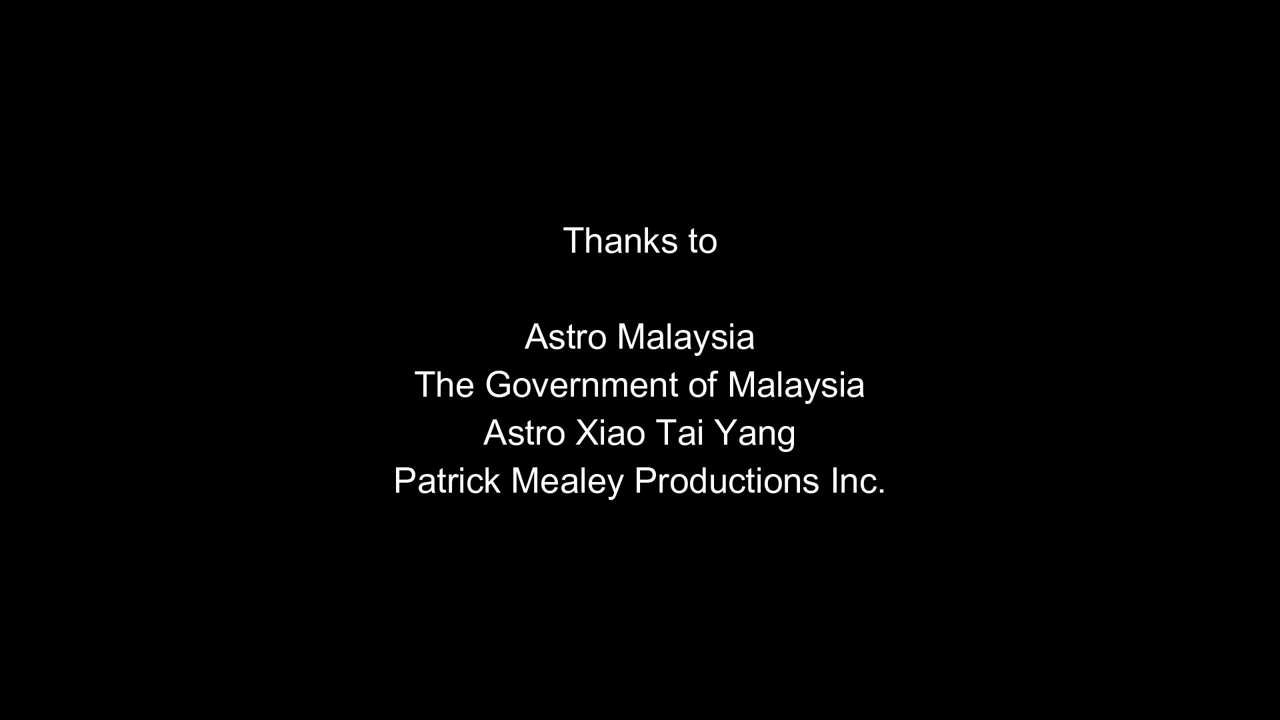 Thanks to
Astro Malaysia
The Government of Malaysia
Astro Xiao Tai Yang
Patrick Mealey Productions Inc.